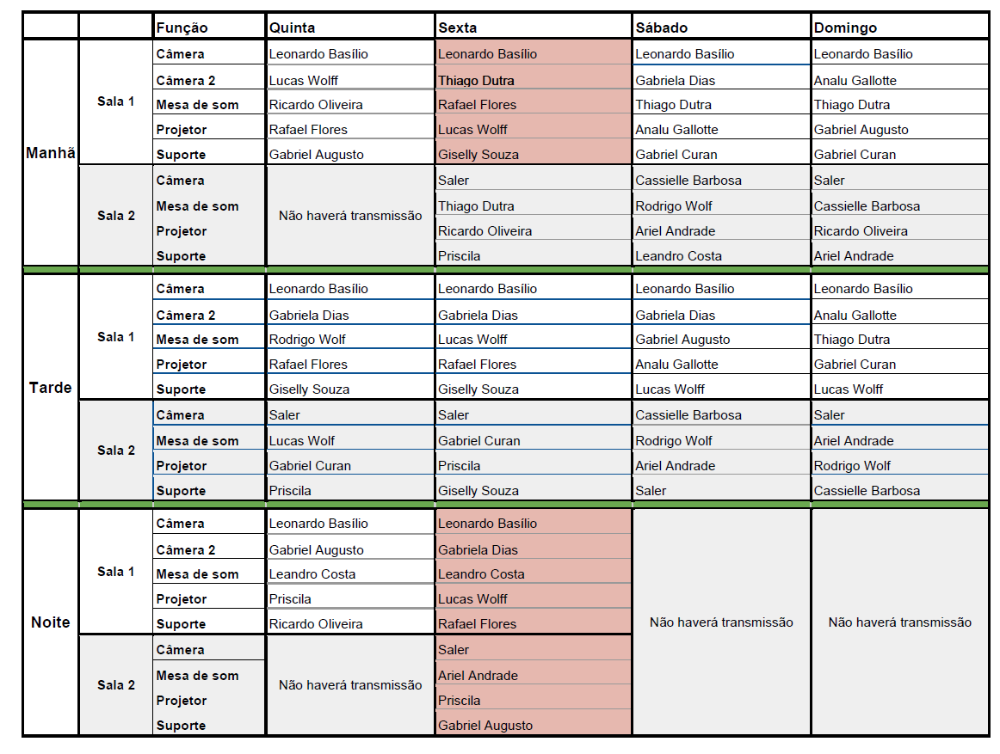 Função Quinta Sexta Sábado Domingo
Câmera Leonardo Basílio Leonardo Basílio Leonardo Basílio Leonardo Basílio
Câmera 2 Lucas Wolff Thiago Dutra Gabriela Dias Analu Gallotte
Sala 1 Mesa de som Ricardo Oliveira Rafael Flores Thiago Dutra Thiago Dutra
Projetor Rafael Flores Lucas Wolff Analu Gallotte Gabriel Augusto
Manhã Suporte Gabriel Augusto Giselly Souza Gabriel Curan Gabriel Curan
Câmera Saler Cassielle Barbosa Saler
Mesa de som Thiago Dutra Rodrigo Wolf Cassielle Barbosa
Sala 2 Não haverá transmissão
Projetor Ricardo Oliveira Ariel Andrade Ricardo Oliveira
Suporte Priscila Leandro Costa Ariel Andrade
Câmera Leonardo Basílio Leonardo Basílio Leonardo Basílio Leonardo Basílio
Câmera 2 Gabriela Dias Gabriela Dias Gabriela Dias Analu Gallotte
Sala 1 Mesa de som Rodrigo Wolf Lucas Wolff Gabriel Augusto Thiago Dutra
Projetor Rafael Flores Rafael Flores Analu Gallotte Gabriel Curan
Tarde Suporte Giselly Souza Giselly Souza Lucas Wolff Lucas Wolff
Câmera Saler Saler Cassielle Barbosa Saler
Mesa de som Lucas Wolf Gabriel Curan Rodrigo Wolf Ariel Andrade
Sala 2
Projetor Gabriel Curan Priscila Ariel Andrade Rodrigo Wolf
Suporte Priscila Giselly Souza Saler Cassielle Barbosa
Câmera Leonardo Basílio Leonardo Basílio
Câmera 2 Gabriel Augusto Gabriela Dias
Sala 1 Mesa de som Leandro Costa Leandro Costa
Projetor Priscila Lucas Wolff
Noite Suporte Ricardo Oliveira Rafael Flores Não haverá transmissão Não haverá transmissão
Câmera Saler
Mesa de som Ariel Andrade
Sala 2 Não haverá transmissão
Projetor Priscila
Suporte Gabriel Augusto